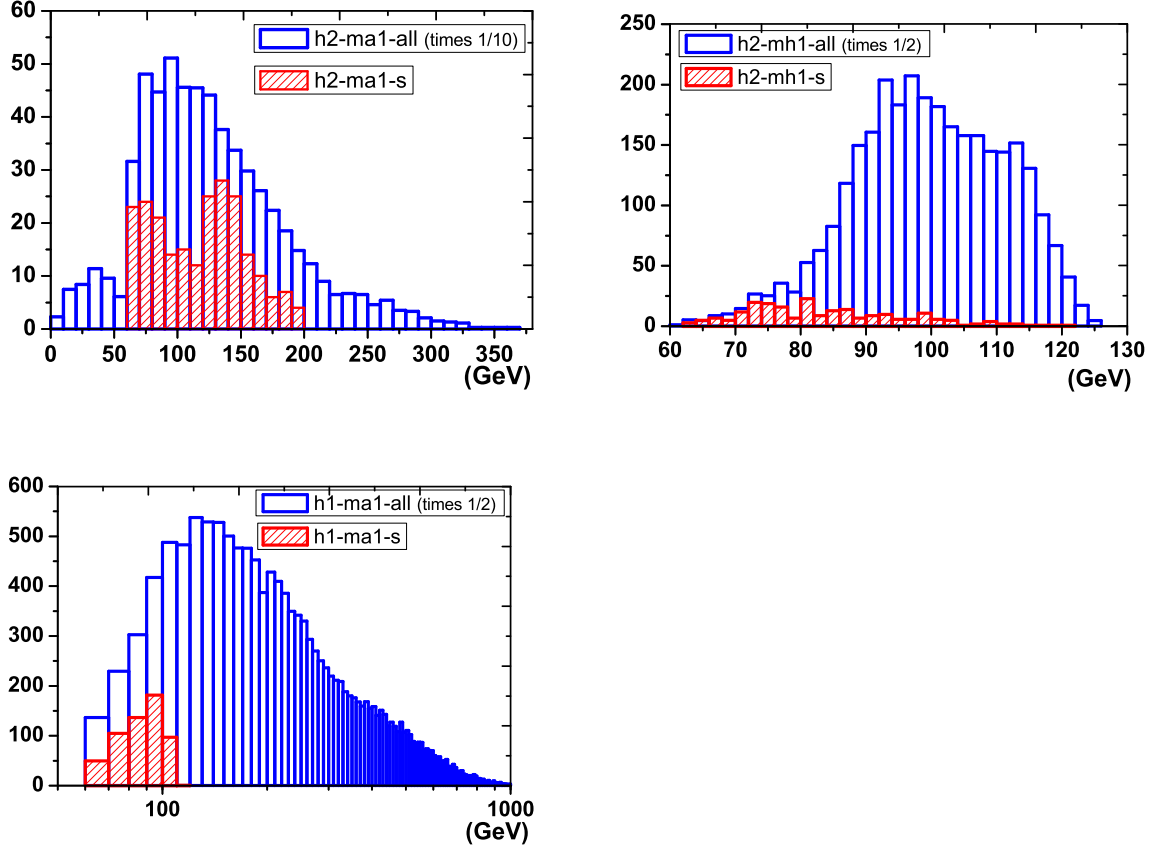 60
50
40
30
20
10
0
h2-ma1-all (times 1/10)
h2-ma1-s
0 50 100 150 200 250 300 350
(GeV)
250
200
150
100
50
0
h2-mh1-all (times 1/2)
h2-mh1-s
60 70 80 90 100 110 120 130
(GeV)
600
500
400
300
200
100
0
h1-ma1-all (times 1/2)
h1-ma1-s
100 1000
(GeV)